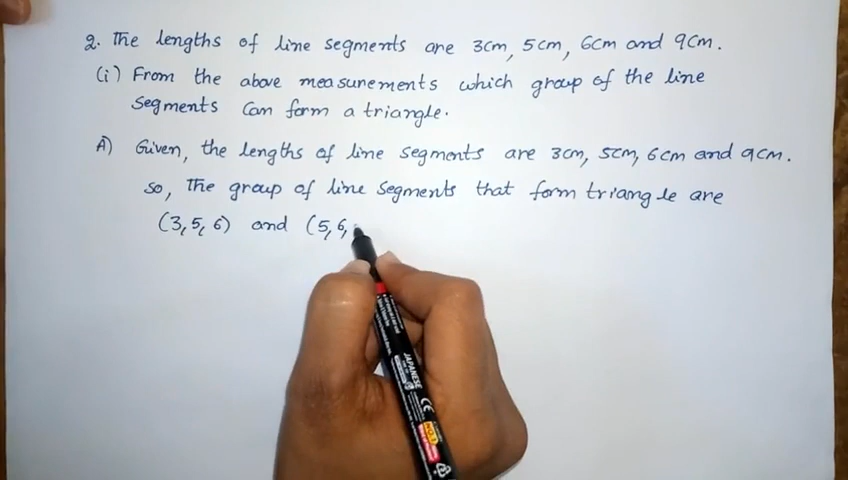 2. The lengths of line segments are 3cm, 5cm, 6cm and 9cm.
(i) From the above measurements which group of the line
segments can form a triangle.
A) Given, the lengths of line segments are 3cm, 5cm, 6cm and 9cm.
so, The group of line segments that form triangle are
(3, 5, 6) and (5, 6,
JAPANESE
CE